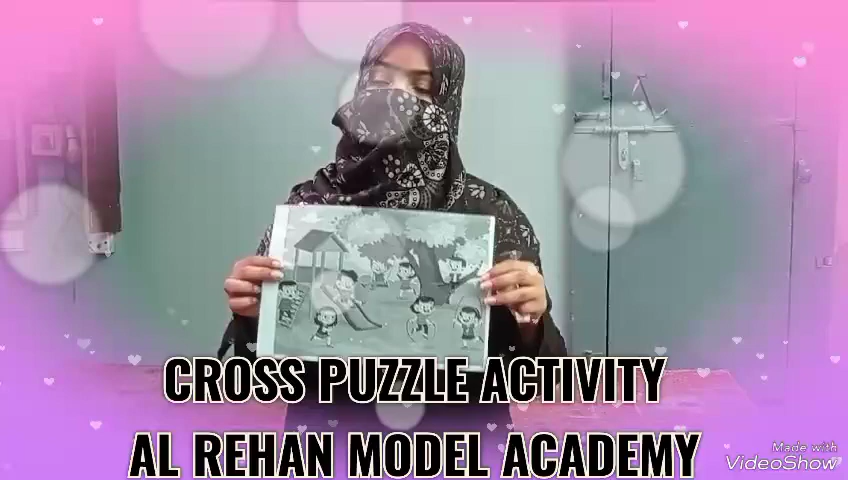 CROSS PUZZLE ACTIVITY
AL REHAN MODEL ACADEMY
Made with
VideoShow